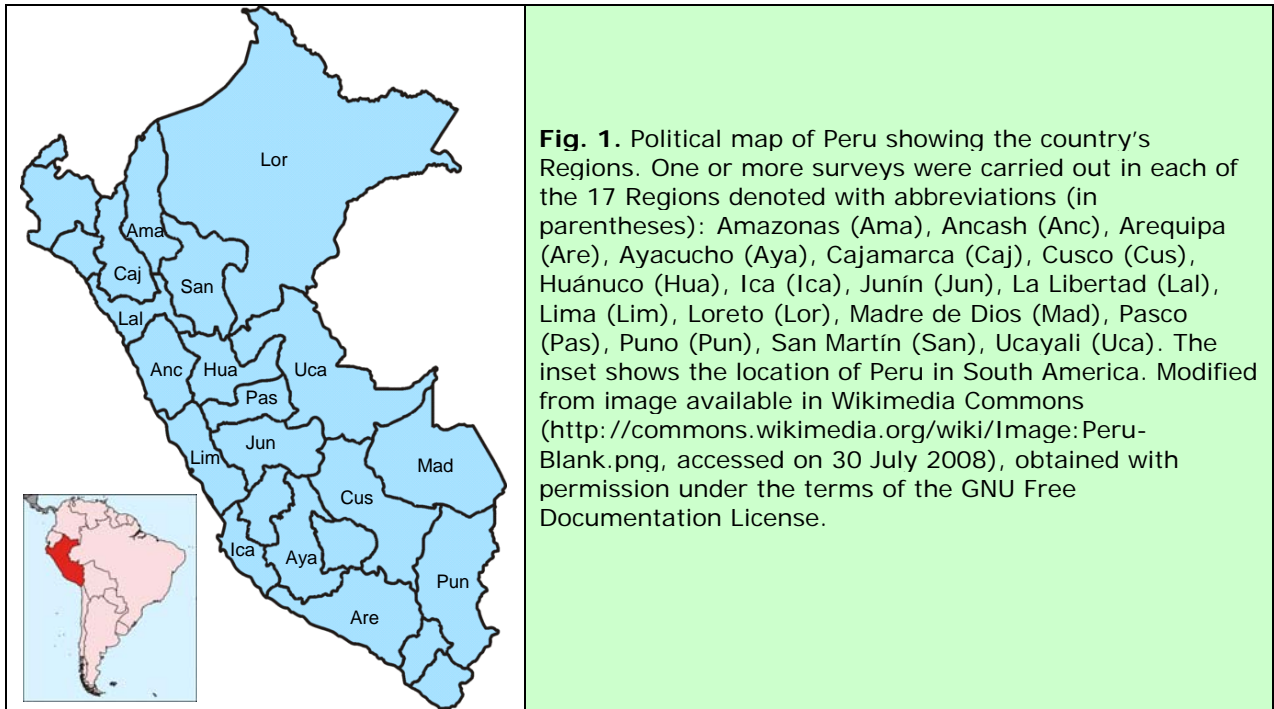 Lor
Ama
Caj
San
Lal
Anc
Hua
Uca
Pas
Jun
Lim
Mad
Cus
Ica
Aya
Pun
Are
Fig. 1. Political map of Peru showing the country's
Regions. One or more surveys were carried out in each of
the 17 Regions denoted with abbreviations (in
parentheses): Amazonas (Ama), Ancash (Anc), Arequipa
(Are), Ayacucho (Aya), Cajamarca (Caj), Cusco (Cus),
Huánuco (Hua), Ica (Ica), Junín (Jun), La Libertad (Lal),
Lima (Lim), Loreto (Lor), Madre de Dios (Mad), Pasco
(Pas), Puno (Pun), San Martín (San), Ucayali (Uca). The
inset shows the location of Peru in South America. Modified
from image available in Wikimedia Commons
(http://commons.wikimedia.org/wiki/Image:Peru-
Blank.png, accessed on 30 July 2008), obtained with
permission under the terms of the GNU Free
Documentation License.